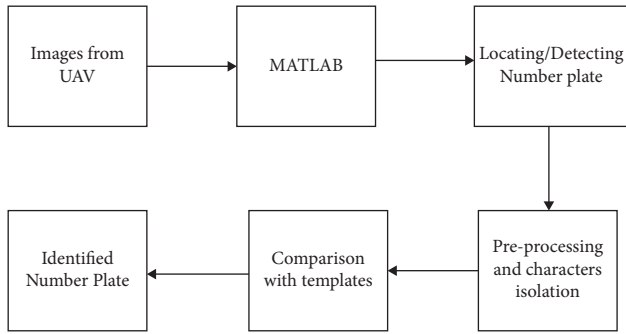 Images from
UAV
MATLAB
Locating/Detecting
Number plate
Pre-processing
and characters
isolation
Comparison
with templates
Identified
Number Plate